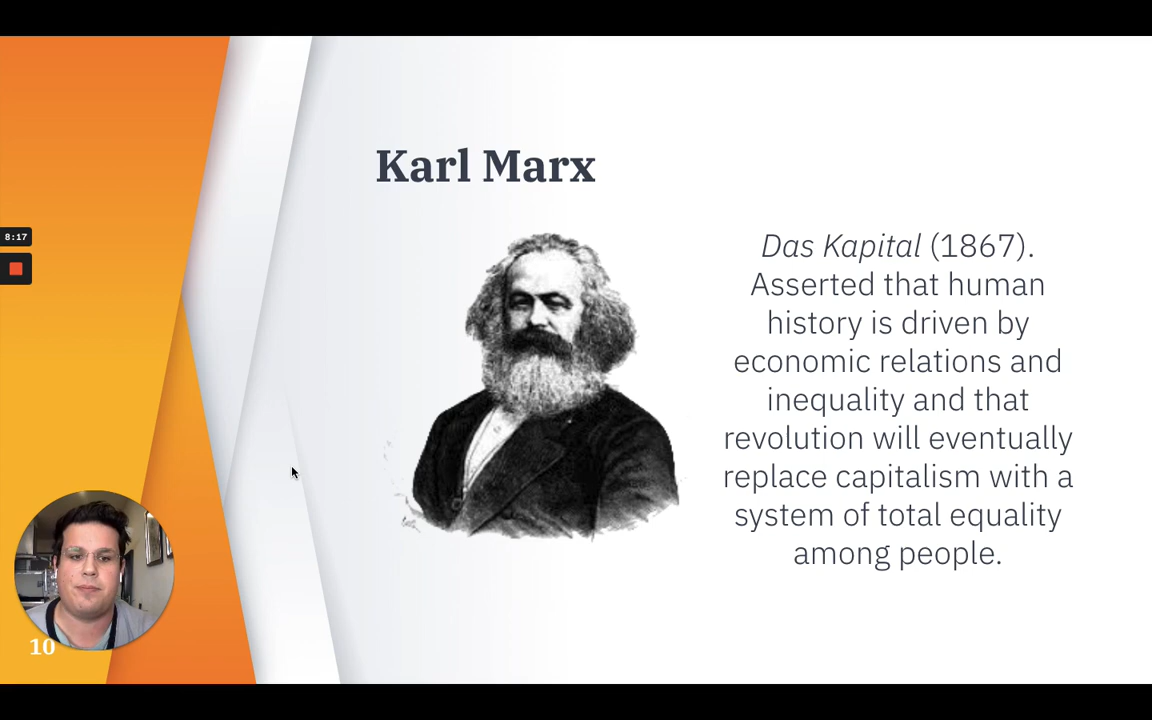 Karl Marx
8:17
Das Kapital (1867).
Asserted that human
history is driven by
economic relations and
inequality and that
revolution will eventually
replace capitalism with a
system of total equality
among people.
10